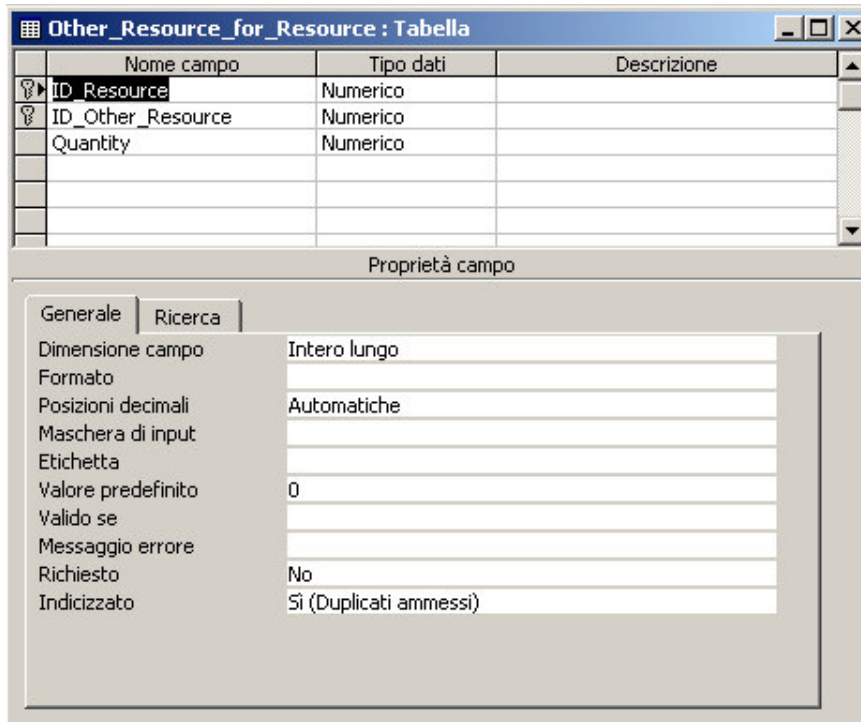 Other_Resource_for_Resource : Tabella
Nome campo Tipo dati Descrizione
ID_Resource Numerico
ID_Other_Resource Numerico
Quantity Numerico
Proprietà campo
Generale Ricerca
Dimensione campo Intero lungo
Formato
Posizioni decimali Automatiche
Maschera di input
Etichetta
Valore predefinito 0
Valido se
Messaggio errore
Richiesto No
Indicizzato Sì (Duplicati ammessi)